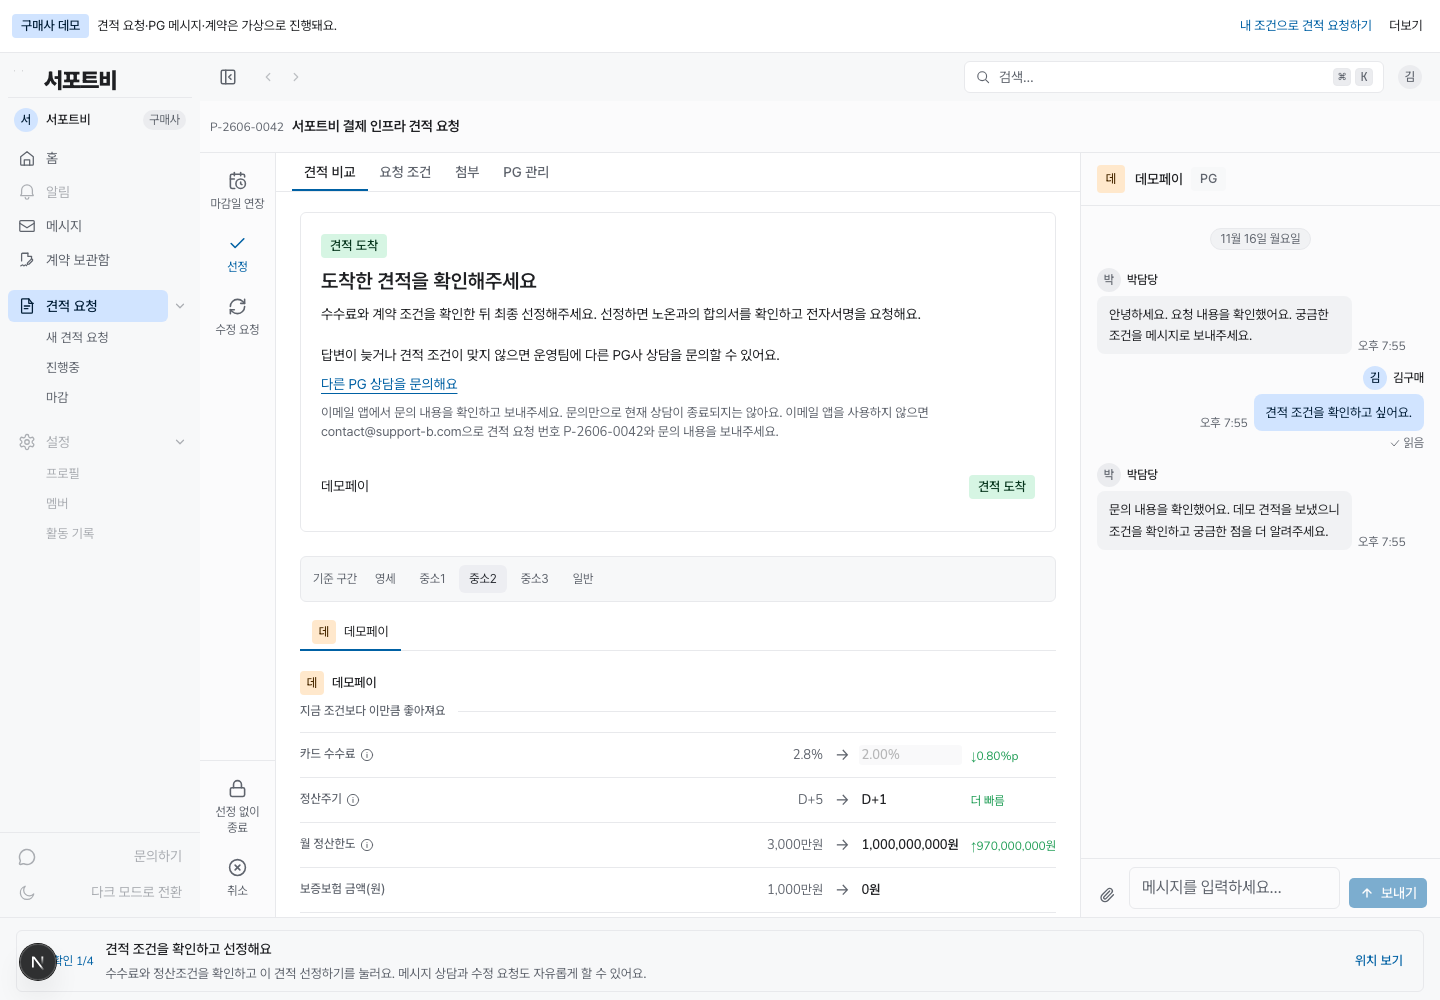 구매사 데모 견적 요청·PG 메시지·계약은 가상으로 진행돼요.
내 조건으로 견적 요청하기 더보기
서포트비
검색...
⌘ K
김
서 서포트비 구매사
홈
알림
메시지
계약 보관함
견적 요청
새 견적 요청
진행중
마감
설정
프로필
멤버
활동 기록
문의하기
다크 모드로 전환
P-2606-0042 서포트비 결제 인프라 견적 요청
마감일 연장
선정
수정 요청
선정 없이
종료
취소
견적 비교 요청 조건 첨부 PG 관리
견적 도착
도착한 견적을 확인해주세요
수수료와 계약 조건을 확인한 뒤 최종 선정해주세요. 선정하면 노온과의 합의서를 확인하고 전자서명을 요청해요.
답변이 늦거나 견적 조건이 맞지 않으면 운영팀에 다른 PG사 상담을 문의할 수 있어요.
다른 PG 상담을 문의해요
이메일 앱에서 문의 내용을 확인하고 보내주세요. 문의만으로 현재 상담이 종료되지는 않아요. 이메일 앱을 사용하지 않으면
contact@support-b.com으로 견적 요청 번호 P-2606-0042와 문의 내용을 보내주세요.
데모페이 견적 도착
기준 구간 영세 중소1 중소2 중소3 일반
데 데모페이
데 데모페이
지금 조건보다 이만큼 좋아져요
카드 수수료 2.8% → 2.00% ↓0.80%p
정산주기 D+5 → D+1 더 빠름
월 정산한도 3,000만원 → 1,000,000,000원 ↑970,000,000원
보증보험 금액(원) 1,000만원 → 0원
데 데모페이 PG
11월 16일 월요일
박 박담당
안녕하세요. 요청 내용을 확인했어요. 궁금한
조건을 메시지로 보내주세요.
오후 7:55
김 김구매
견적 조건을 확인하고 싶어요.
오후 7:55
읽음
박 박담당
문의 내용을 확인했어요. 데모 견적을 보냈으니
조건을 확인하고 궁금한 점을 더 알려주세요.
오후 7:55
메시지를 입력하세요...
보내기
N
확인 1/4
견적 조건을 확인하고 선정해요
수수료와 정산조건을 확인하고 이 견적 선정하기를 눌러요. 메시지 상담과 수정 요청도 자유롭게 할 수 있어요.
위치 보기